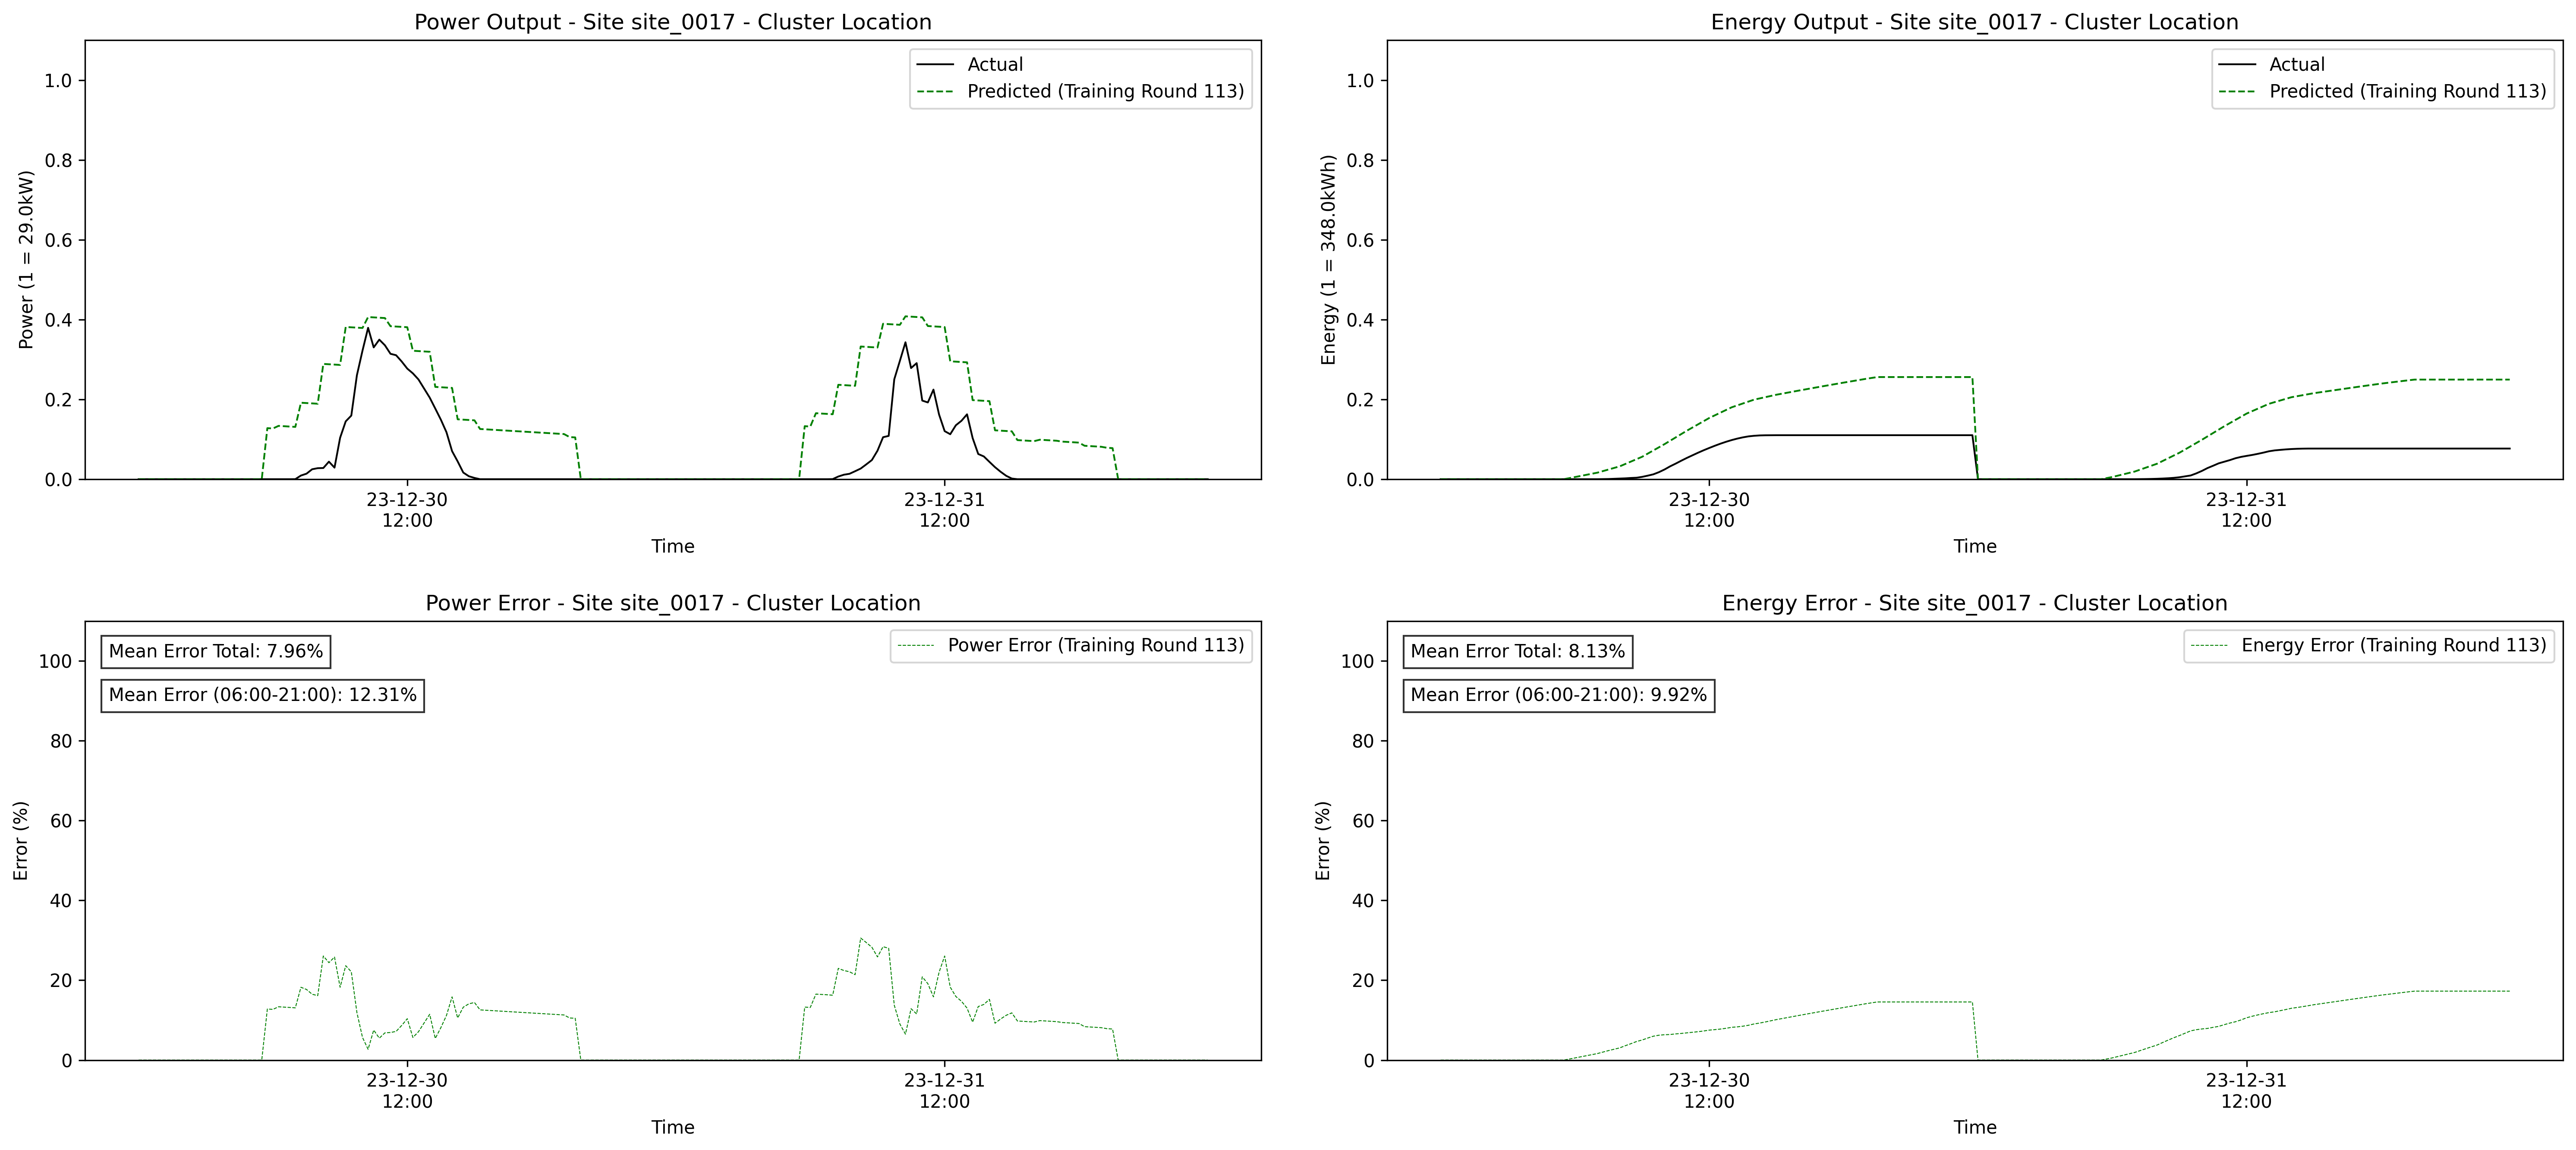 Power Output - Site site_0017 - Cluster Location
Power (1 = 29.0kW)
1.0
0.8
0.6
0.4
0.2
0.0
Actual
Predicted (Training Round 113)
23-12-30
12:00
23-12-31
12:00
Time
Energy Output - Site site_0017 - Cluster Location
Energy (1 = 348.0kWh)
1.0
0.8
0.6
0.4
0.2
0.0
Actual
Predicted (Training Round 113)
23-12-30
12:00
23-12-31
12:00
Time
Power Error - Site site_0017 - Cluster Location
Error (%)
100
80
60
40
20
0
Mean Error Total: 7.96%
Mean Error (06:00-21:00): 12.31%
Power Error (Training Round 113)
23-12-30
12:00
23-12-31
12:00
Time
Energy Error - Site site_0017 - Cluster Location
Error (%)
100
80
60
40
20
0
Mean Error Total: 8.13%
Mean Error (06:00-21:00): 9.92%
Energy Error (Training Round 113)
23-12-30
12:00
23-12-31
12:00
Time